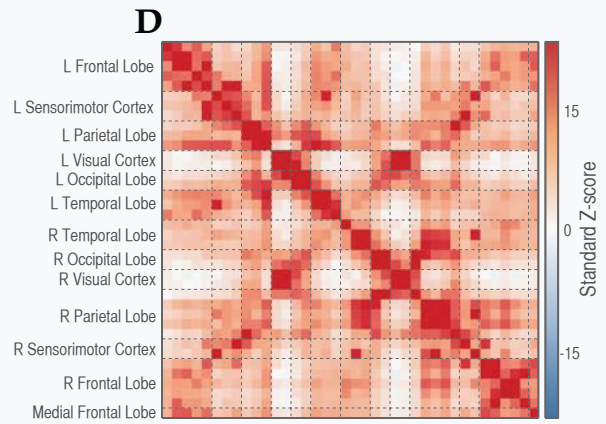 D
L Frontal Lobe
L Sensorimotor Cortex
L Parietal Lobe
L Visual Cortex
L Occipital Lobe
L Temporal Lobe
R Temporal Lobe
R Occipital Lobe
R Visual Cortex
R Parietal Lobe
R Sensorimotor Cortex
R Frontal Lobe
Medial Frontal Lobe
15
0
-15
Standard Z-score